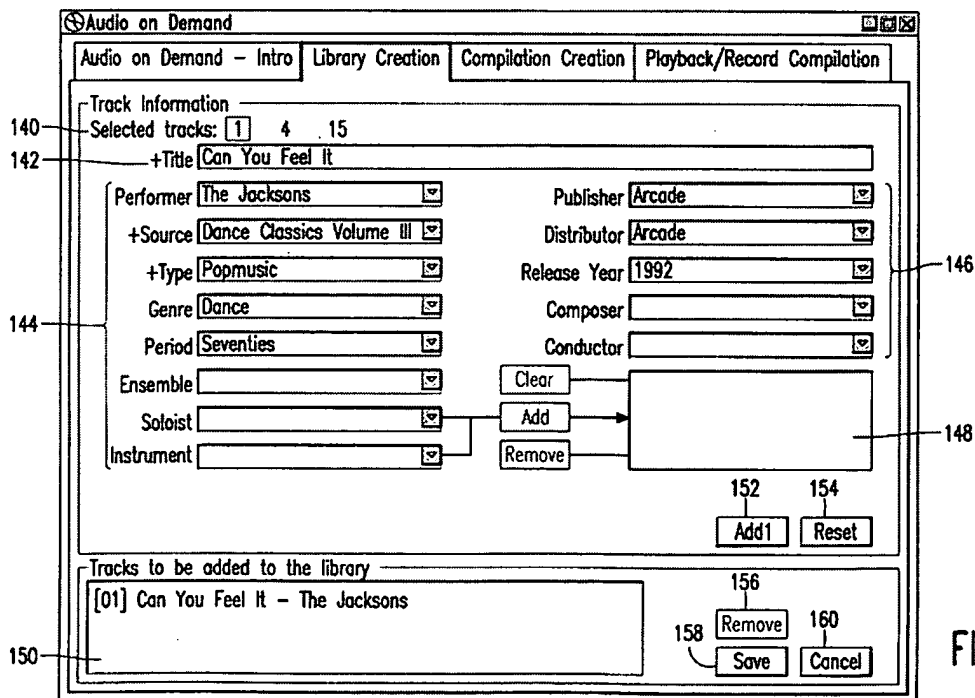 Audio on Demand
Audio on Demand – Intro Library Creation Compilation Creation Playback/Record Compilation
Track Information
140 Selected tracks: 1 4 15
142 +Title Can You Feel It
Performer The Jacksons Publisher Arcade
+Source Dance Classics Volume III Distributor Arcade
+Type Popmusic Release Year 1992 146
Genre Dance Composer
144
Period Seventies Conductor
Ensemble Clear
Soloist Add
148
Instrument Remove
152 154
Add1 Reset
Tracks to be added to the library
[01] Can You Feel It – The Jacksons 156
Remove 160
158
150 Save Cancel